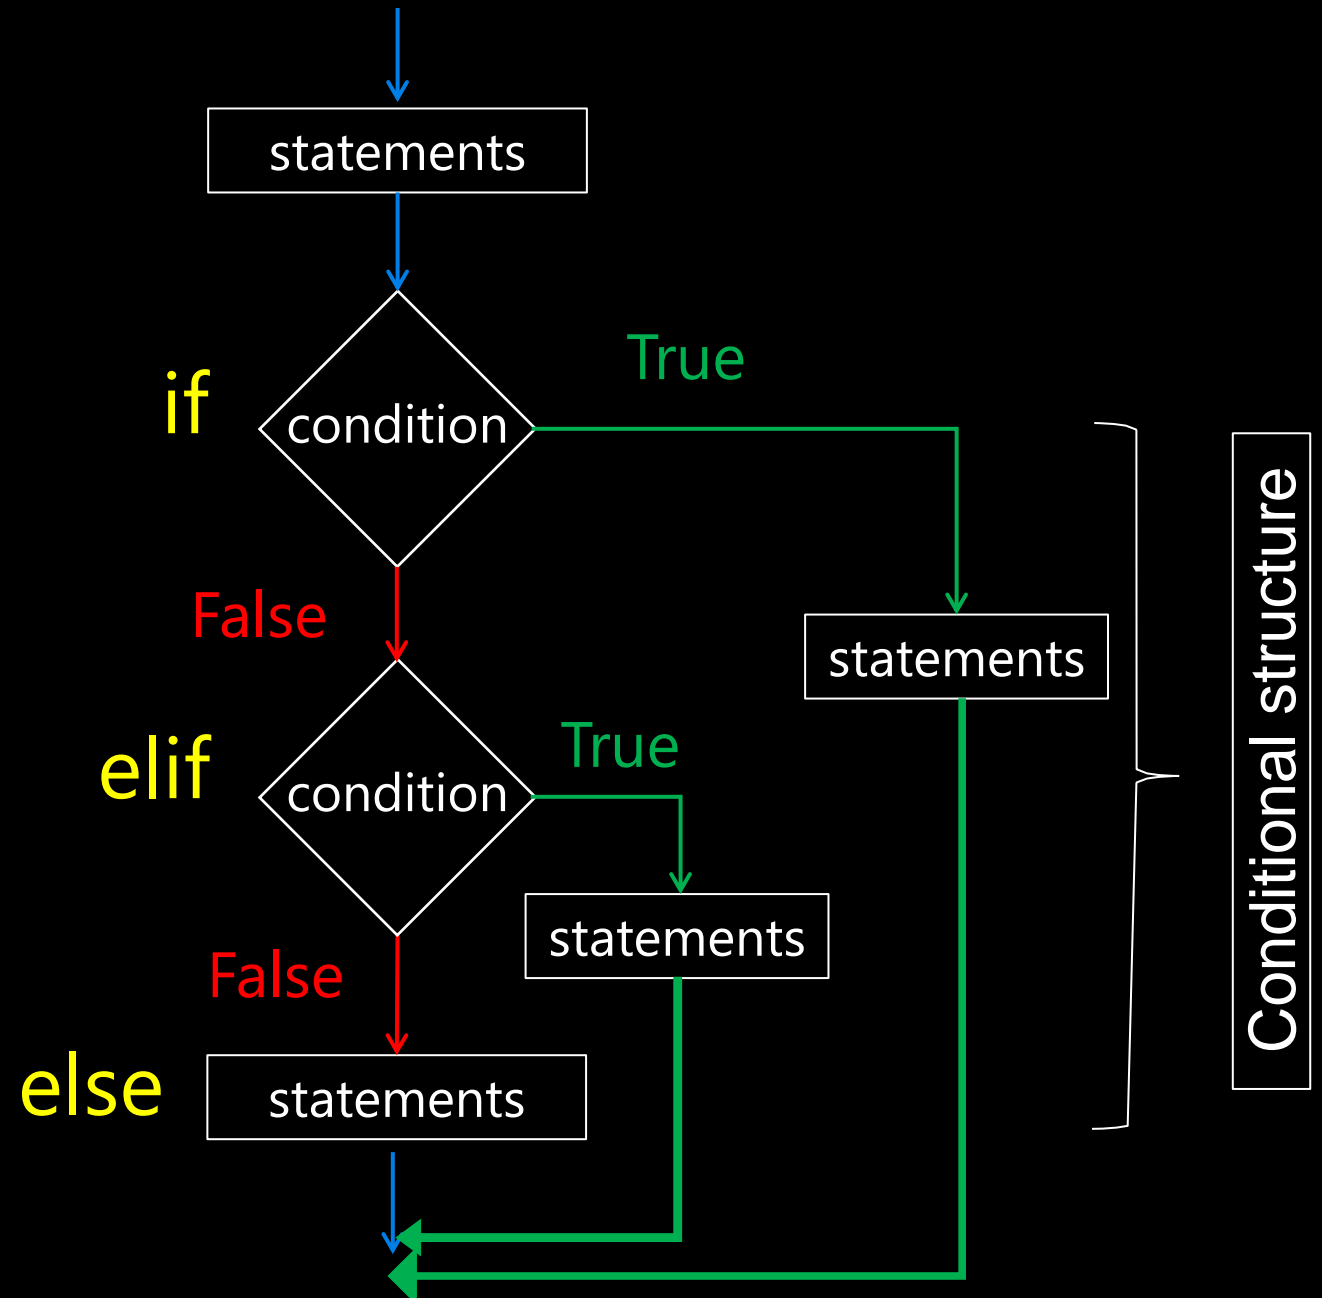 statements
if
condition
True
False
statements
elif
condition
True
False
statements
else
statements
Conditional structure